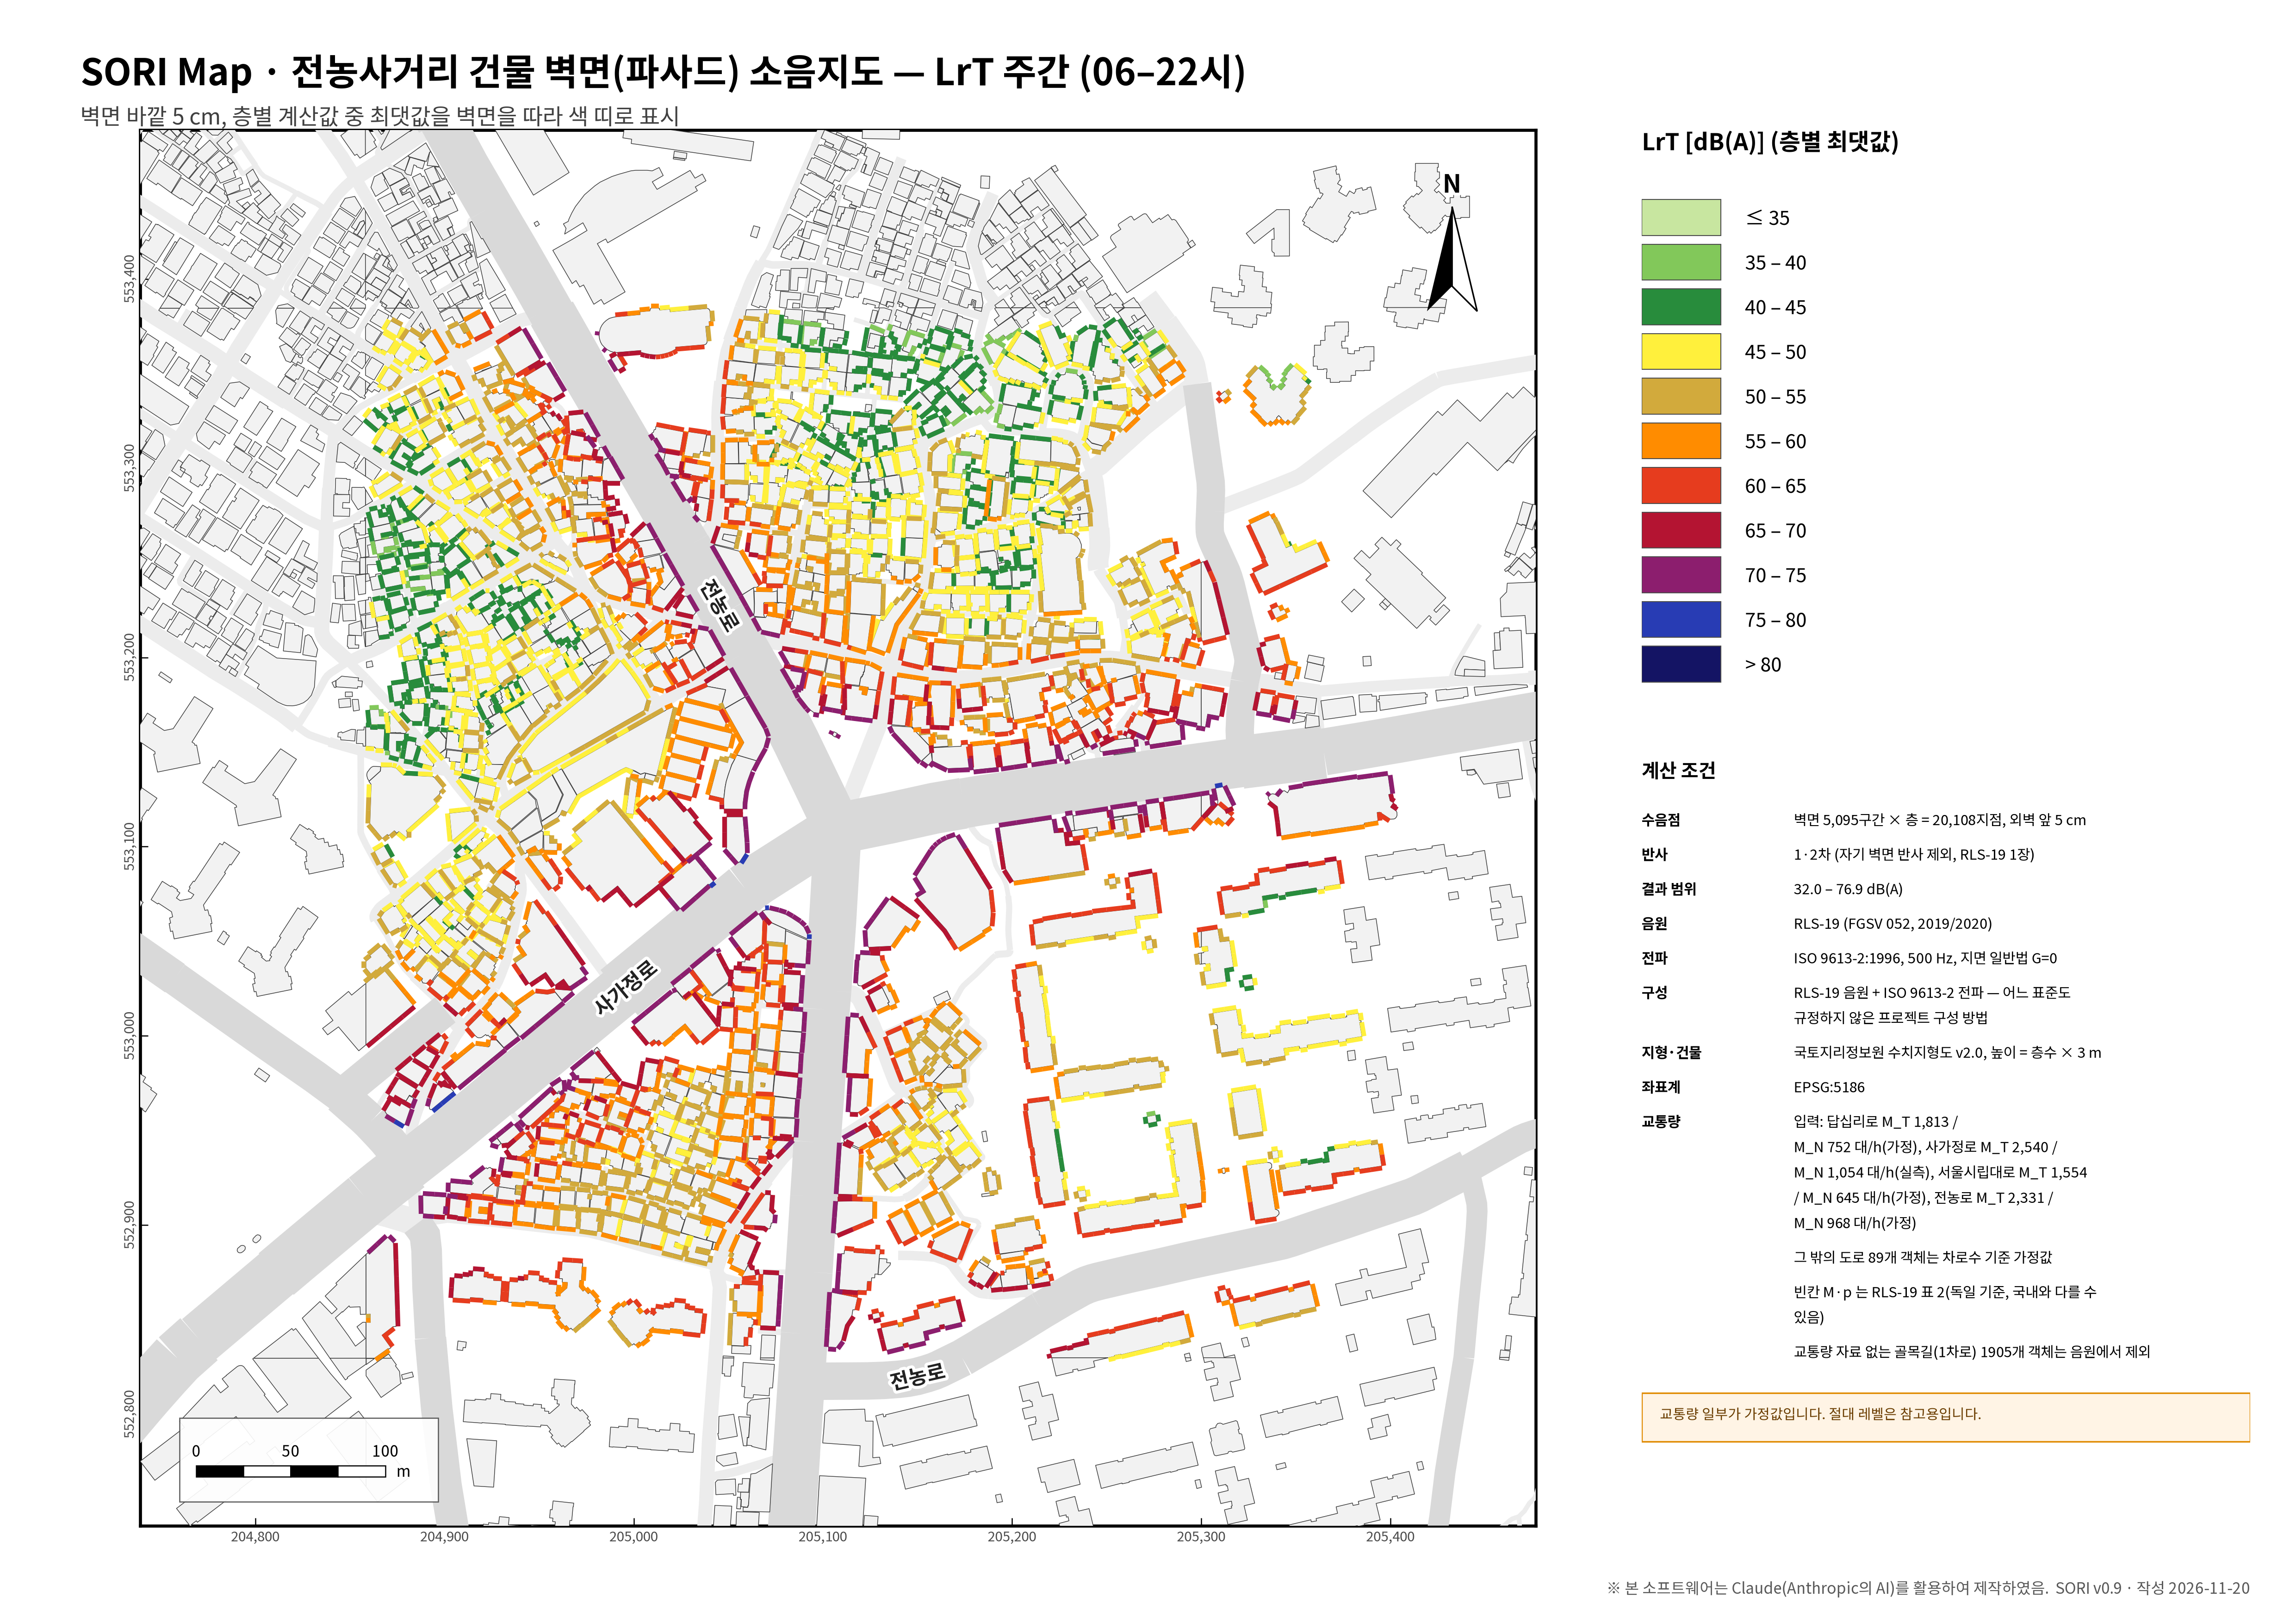 SORI Map · 전농사거리 건물 벽면(파사드) 소음지도 — LrT 주간 (06–22시)
벽면 바깥 5 cm, 층별 계산값 중 최댓값을 벽면을 따라 색 띠로 표시
N
전농로
사가정로
전농로
553,400
553,300
553,200
553,100
553,000
552,900
552,800
0 50 100
m
204,800 204,900 205,000 205,100 205,200 205,300 205,400
LrT [dB(A)] (층별 최댓값)
≤ 35
35 – 40
40 – 45
45 – 50
50 – 55
55 – 60
60 – 65
65 – 70
70 – 75
75 – 80
> 80
계산 조건
수음점 벽면 5,095구간 × 층 = 20,108지점, 외벽 앞 5 cm
반사 1·2차 (자기 벽면 반사 제외, RLS-19 1장)
결과 범위 32.0 – 76.9 dB(A)
음원 RLS-19 (FGSV 052, 2019/2020)
전파 ISO 9613-2:1996, 500 Hz, 지면 일반법 G=0
구성 RLS-19 음원 + ISO 9613-2 전파 — 어느 표준도
규정하지 않은 프로젝트 구성 방법
지형·건물 국토지리정보원 수치지형도 v2.0, 높이 = 층수 × 3 m
좌표계 EPSG:5186
교통량 입력: 답십리로 M_T 1,813 /
M_N 752 대/h(가정), 사가정로 M_T 2,540 /
M_N 1,054 대/h(실측), 서울시립대로 M_T 1,554
/ M_N 645 대/h(가정), 전농로 M_T 2,331 /
M_N 968 대/h(가정)
그 밖의 도로 89개 객체는 차로수 기준 가정값
빈칸 M·p 는 RLS-19 표 2(독일 기준, 국내와 다를 수
있음)
교통량 자료 없는 골목길(1차로) 1905개 객체는 음원에서 제외
교통량 일부가 가정값입니다. 절대 레벨은 참고용입니다.
※ 본 소프트웨어는 Claude(Anthropic의 AI)를 활용하여 제작하였음. SORI v0.9 · 작성 2026-11-20